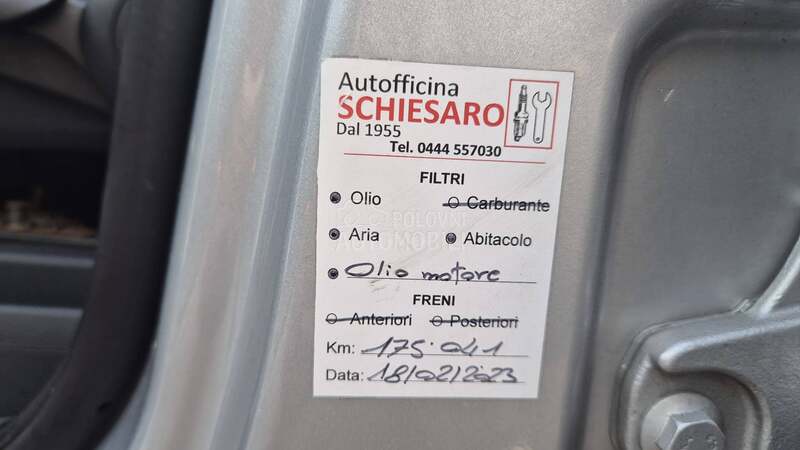 Autofficina
SCHIESARO
Dal 1955
Tel. 0444 557030
FILTRI
Olio Carburante
Aria Abitacolo
Olio motore
FRENI
Anteriori Posteriori
Km: 175.041
Data: 18/02/2023